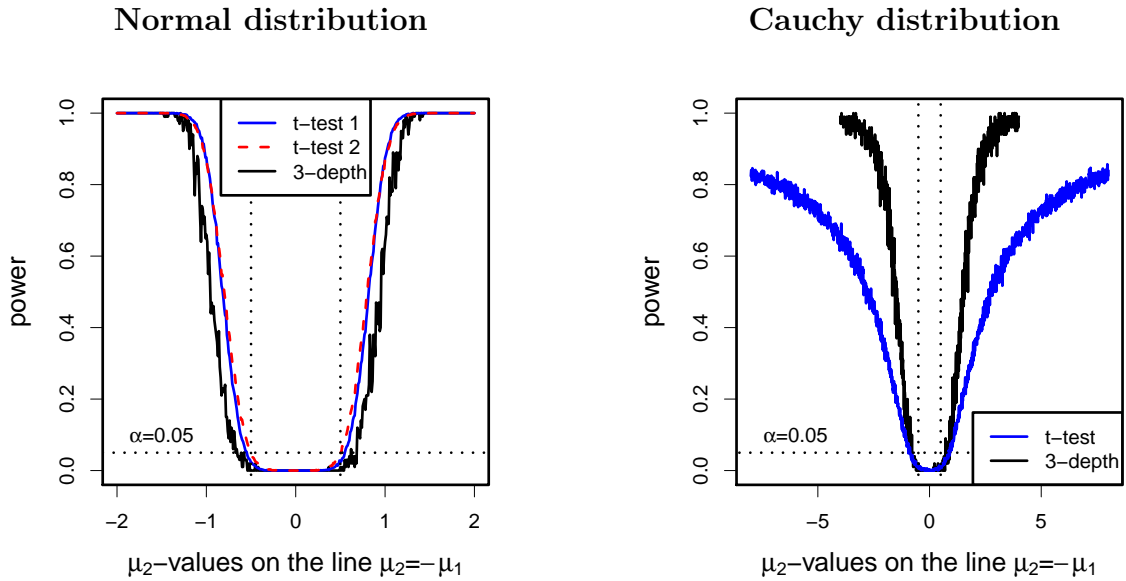 Normal distribution
1.0
0.8
0.6
0.4
0.2
0.0
power
t−test 1
t−test 2
3−depth
α=0.05
−2 −1 0 1 2
μ₂−values on the line μ₂=−μ₁
Cauchy distribution
1.0
0.8
0.6
0.4
0.2
0.0
power
α=0.05
t−test
3−depth
−5 0 5
μ₂−values on the line μ₂=−μ₁